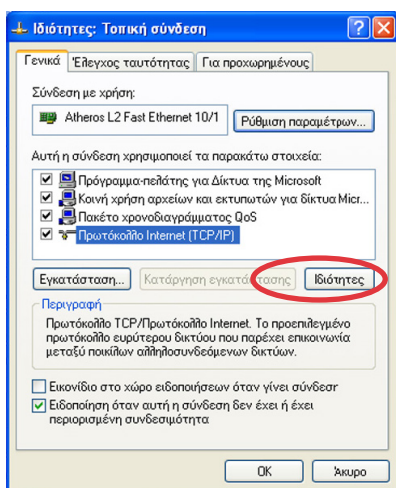 Ιδιότητες: Τοπική σύνδεση
Γενικά Έλεγχος ταυτότητας Για προχωρημένους
Σύνδεση με χρήση:
Atheros L2 Fast Ethernet 10/1 Ρύθμιση παραμέτρων...
Αυτή η σύνδεση χρησιμοποιεί τα παρακάτω στοιχεία:
Πρόγραμμα-πελάτης για Δίκτυα της Microsoft
Κοινή χρήση αρχείων και εκτυπωτών για δίκτυα Micr...
Πακέτο χρονοδιαγράμματος QoS
Πρωτόκολλο Internet (TCP/IP)
Εγκατάσταση... Κατάργηση εγκατάστασης Ιδιότητες
Περιγραφή
Πρωτόκολλο TCP/Πρωτόκολλο Internet. Το προεπιλεγμένο
πρωτόκολλο ευρύτερου δικτύου που παρέχει επικοινωνία
μεταξύ ποικίλων αλληλοσυνδεόμενων δικτύων.
Εικονίδιο στο χώρο ειδοποιήσεων όταν γίνει σύνδεση
Ειδοποίηση όταν αυτή η σύνδεση δεν έχει ή έχει
περιορισμένη συνδεσιμότητα
OK Άκυρο